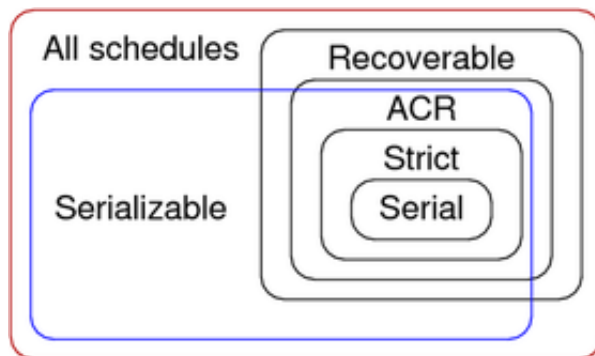 All schedules
Recoverable
ACR
Strict
Serializable
Serial